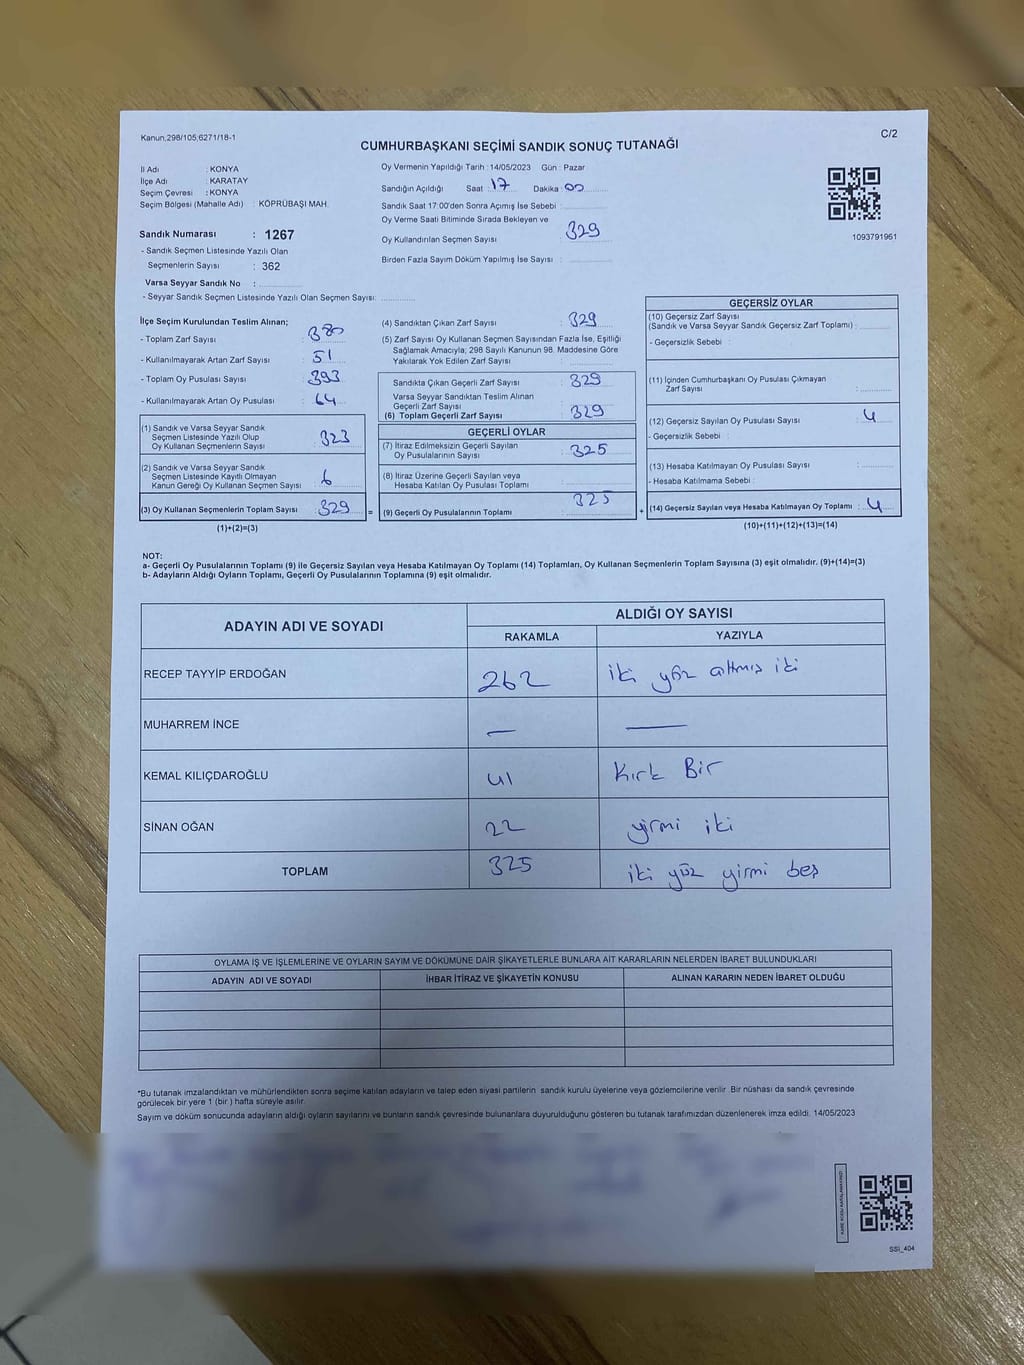 Kanun.298/105,6271/18-1
C/2
CUMHURBAŞKANI SEÇİMİ SANDIK SONUÇ TUTANAĞI
İl Adı : KONYA
İlçe Adı : KARATAY
Seçim Çevresi : KONYA
Seçim Bölgesi (Mahalle Adı) : KÖPRÜBAŞI MAH.
Sandık Numarası : 1267
- Sandık Seçmen Listesinde Yazılı Olan
Seçmenlerin Sayısı : 362
Varsa Seyyar Sandık No :
- Seyyar Sandık Seçmen Listesinde Yazılı Olan Seçmen Sayısı:
Oy Vermenin Yapıldığı Tarih : 14/05/2023 Gün : Pazar
Sandığın Açıldığı Saat : 17 Dakika : 00
Sandık Saat 17:00'den Sonra Açımış İse Sebebi :
Oy Verme Saati Bitiminde Sırada Bekleyen ve
Oy Kullandırılan Seçmen Sayısı : 329
Birden Fazla Sayım Döküm Yapılmış İse Sayısı :
1093791961
İlçe Seçim Kurulundan Teslim Alınan;
- Toplam Zarf Sayısı : 380
- Kullanılmayarak Artan Zarf Sayısı : 51
- Toplam Oy Pusulası Sayısı : 393
- Kullanılmayarak Artan Oy Pusulası : 64
(1) Sandık ve Varsa Seyyar Sandık
Seçmen Listesinde Yazılı Olup
Oy Kullanan Seçmenlerin Sayısı : 323
(2) Sandık ve Varsa Seyyar Sandık
Seçmen Listesinde Kayıtlı Olmayan
Kanun Gereği Oy Kullanan Seçmen Sayısı : 6
(3) Oy Kullanan Seçmenlerin Toplam Sayısı : 329
(1)+(2)=(3)
(4) Sandıktan Çıkan Zarf Sayısı : 329
(5) Zarf Sayısı Oy Kullanan Seçmen Sayısından Fazla İse, Eşitliği
Sağlamak Amacıyla; 298 Sayılı Kanunun 98. Maddesine Göre
Yakılarak Yok Edilen Zarf Sayısı :
Sandıkta Çıkan Geçerli Zarf Sayısı : 329
Varsa Seyyar Sandıktan Teslim Alınan
Geçerli Zarf Sayısı :
(6) Toplam Geçerli Zarf Sayısı : 329
GEÇERLİ OYLAR
(7) İtiraz Edilmeksizin Geçerli Sayılan
Oy Pusulalarının Sayısı : 325
(8) İtiraz Üzerine Geçerli Sayılan veya
Hesaba Katılan Oy Pusulası Toplamı :
= (9) Geçerli Oy Pusulalarının Toplamı : 325
GEÇERSİZ OYLAR
(10) Geçersiz Zarf Sayısı
(Sandık ve Varsa Seyyar Sandık Geçersiz Zarf Toplamı) :
- Geçersizlik Sebebi :
(11) İçinden Cumhurbaşkanı Oy Pusulası Çıkmayan
Zarf Sayısı :
(12) Geçersiz Sayılan Oy Pusulası Sayısı : 4
- Geçersizlik Sebebi :
(13) Hesaba Katılmayan Oy Pusulası Sayısı :
- Hesaba Katılmama Sebebi :
+ (14) Geçersiz Sayılan veya Hesaba Katılmayan Oy Toplamı : 4
(10)+(11)+(12)+(13)=(14)
NOT:
a- Geçerli Oy Pusulalarının Toplamı (9) ile Geçersiz Sayılan veya Hesaba Katılmayan Oy Toplamı (14) Toplamları, Oy Kullanan Seçmenlerin Toplam Sayısına (3) eşit olmalıdır. (9)+(14)=(3)
b- Adayların Aldığı Oyların Toplamı, Geçerli Oy Pusulalarının Toplamına (9) eşit olmalıdır.
ADAYIN ADI VE SOYADI
ALDIĞI OY SAYISI
RAKAMLA YAZIYLA
RECEP TAYYİP ERDOĞAN 262 iki yüz altmış iki
MUHARREM İNCE — —
KEMAL KILIÇDAROĞLU 41 Kırk Bir
SİNAN OĞAN 22 yirmi iki
TOPLAM 325 iki yüz yirmi beş
OYLAMA İŞ VE İŞLEMLERİNE VE OYLARIN SAYIM VE DÖKÜMÜNE DAİR ŞİKAYETLERLE BUNLARA AİT KARARLARIN NELERDEN İBARET BULUNDUKLARI
ADAYIN ADI VE SOYADI İHBAR İTİRAZ VE ŞİKAYETİN KONUSU ALINAN KARARIN NEDEN İBARET OLDUĞU
*Bu tutanak imzalandıktan ve mühürlendikten sonra seçime katılan adayların ve talep eden siyasi partilerin sandık kurulu üyelerine veya gözlemcilerine verilir. Bir nüshası da sandık çevresinde
görülecek bir yere 1 (bir ) hafta süreyle asılır.
Sayım ve döküm sonucunda adayların aldığı oyların sayılarını ve bunların sandık çevresinde bulunanlara duyurulduğunu gösteren bu tutanak tarafımızdan düzenlenerek imza edildi. 14/05/2023
SSI_404